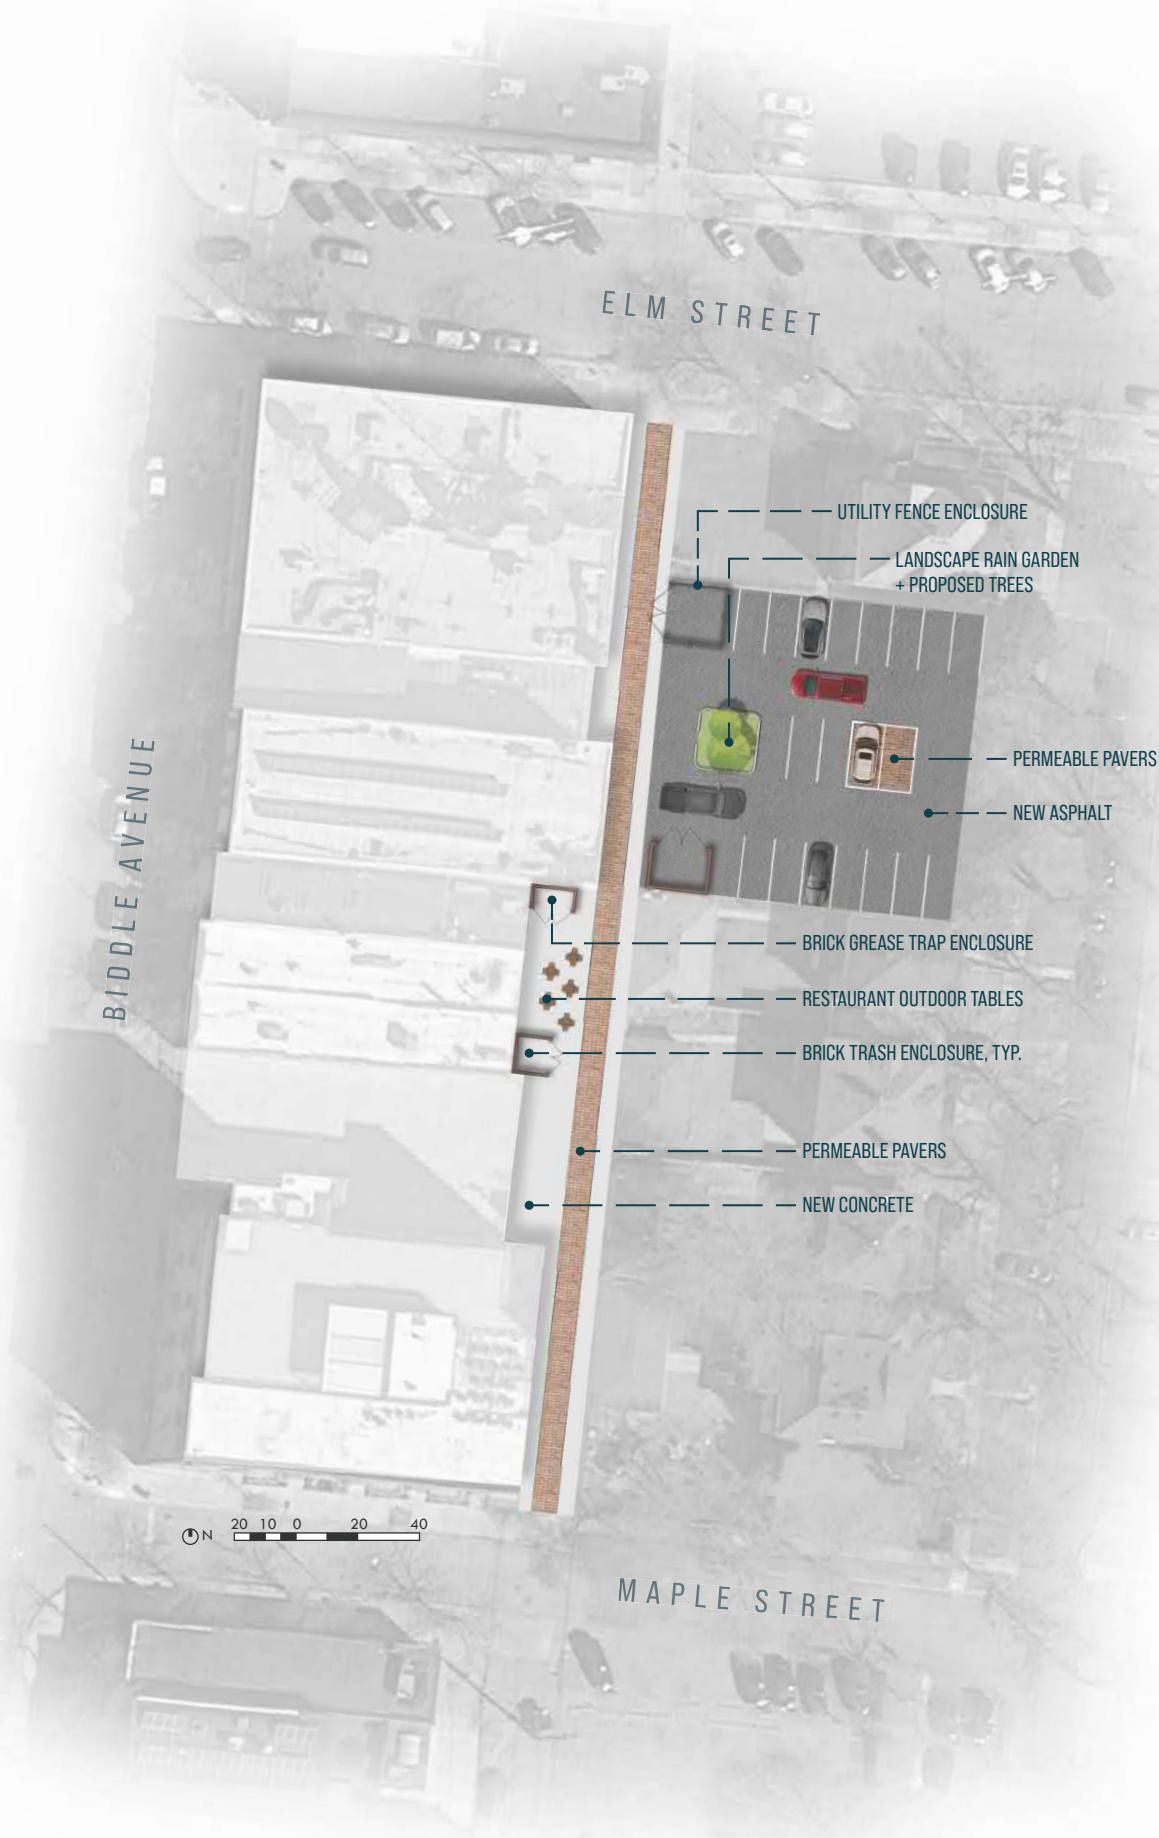 ELM STREET
UTILITY FENCE ENCLOSURE
LANDSCAPE RAIN GARDEN
+ PROPOSED TREES
BIDDLE AVENUE
PERMEABLE PAVERS
NEW ASPHALT
BRICK GREASE TRAP ENCLOSURE
RESTAURANT OUTDOOR TABLES
BRICK TRASH ENCLOSURE, TYP.
PERMEABLE PAVERS
NEW CONCRETE
N 20 10 0 20 40
MAPLE STREET